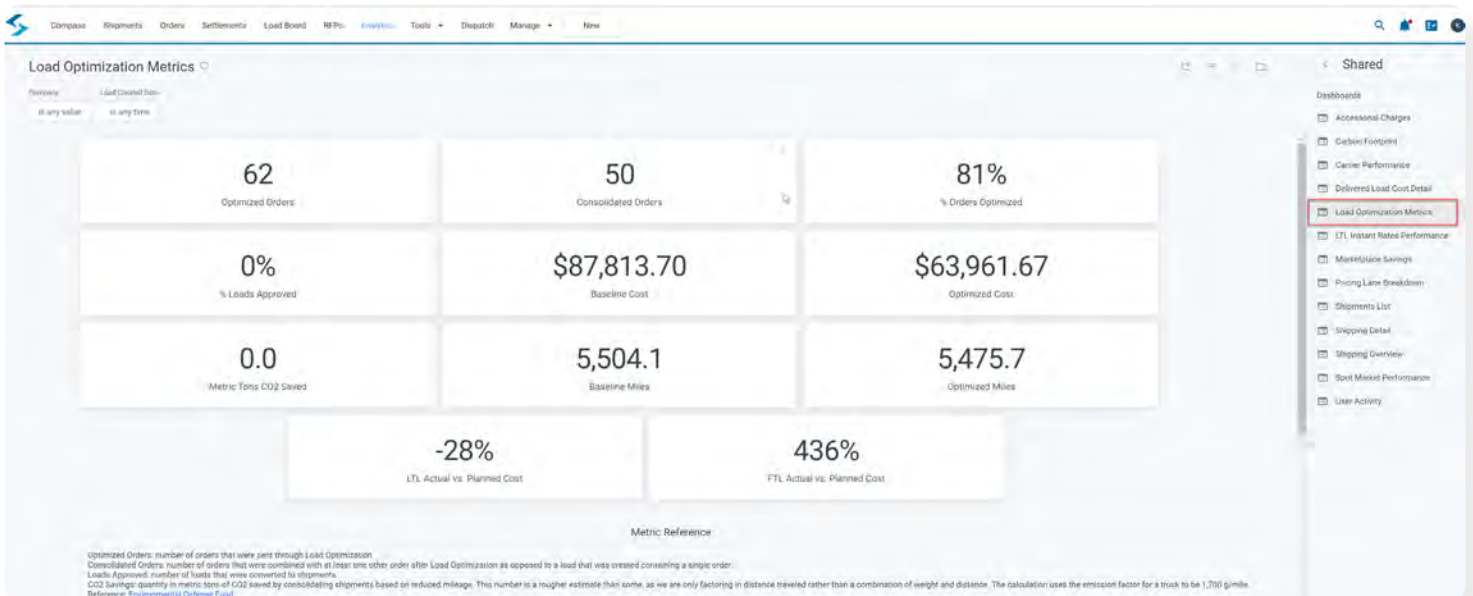 Compass Shipments Orders Settlements Load Board RFPs Analytics Tools Dispatch Manage New
Load Optimization Metrics
Shared
Company Load Created Date
is any value is any time
Dashboards
Accessorial Charges
Carbon Footprint
Carrier Performance
Delivered Load Cost Detail
Load Optimization Metrics
LTL Instant Rates Performance
Marketplace Savings
Pricing Lane Breakdown
Shipments List
Shipping Detail
Shipping Overview
Spot Market Performance
User Activity
62 50 81%
Optimized Orders Consolidated Orders % Orders Optimized
0% $87,813.70 $63,961.67
% Loads Approved Baseline Cost Optimized Cost
0.0 5,504.1 5,475.7
Metric Tons CO2 Saved Baseline Miles Optimized Miles
-28% 436%
LTL Actual vs. Planned Cost FTL Actual vs. Planned Cost
Metric Reference
Optimized Orders: number of orders that were sent through Load Optimization
Consolidated Orders: number of orders that were combined with at least one other order after Load Optimization as opposed to a load that was created containing a single order.
Loads Approved: number of loads that were converted to shipments.
CO2 Savings: quantity in metric tons of CO2 saved by consolidating shipments based on reduced mileage. This number is a rougher estimate than some, as we are only factoring in distance traveled rather than a combination of weight and distance. The calculation uses the emission factor for a truck to be 1,700 g/mile.
Reference: Environmental Defense Fund